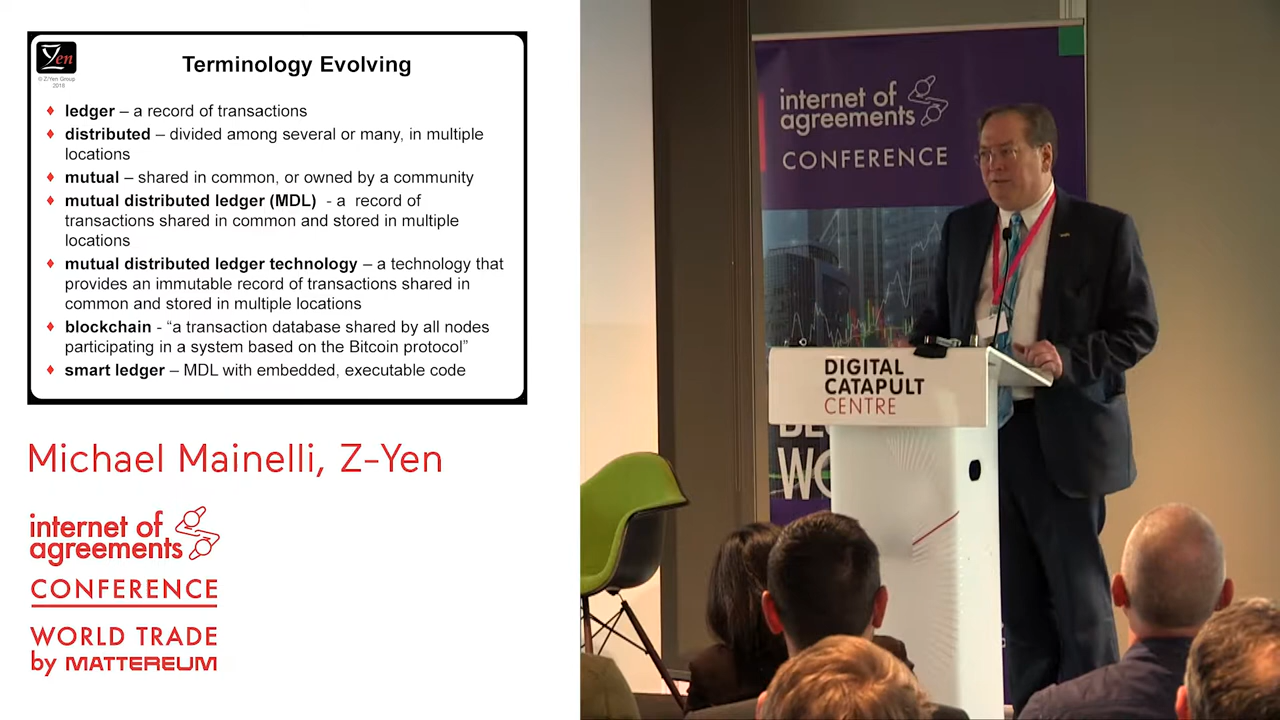 Z/Yen
© Z/Yen Group
2018
Terminology Evolving
♦ ledger – a record of transactions
♦ distributed – divided among several or many, in multiple
locations
♦ mutual – shared in common, or owned by a community
♦ mutual distributed ledger (MDL) - a record of
transactions shared in common and stored in multiple
locations
♦ mutual distributed ledger technology – a technology that
provides an immutable record of transactions shared in
common and stored in multiple locations
♦ blockchain - “a transaction database shared by all nodes
participating in a system based on the Bitcoin protocol”
♦ smart ledger – MDL with embedded, executable code
Michael Mainelli, Z-Yen
internet of
agreements
CONFERENCE
WORLD TRADE
by MATTEREUM
internet of
agreements
CONFERENCE
DIGITAL
CATAPULT
CENTRE